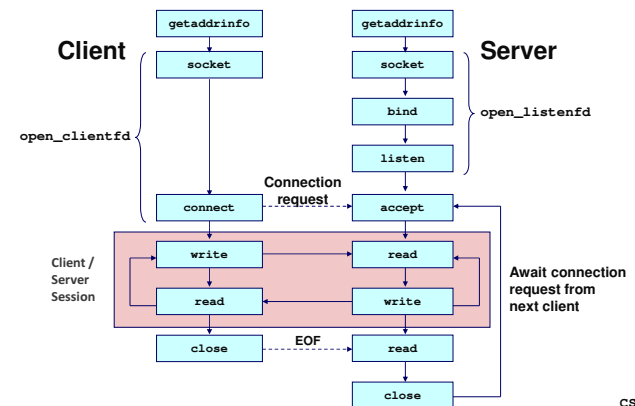 getaddrinfo
getaddrinfo
Client
Server
socket
socket
bind
open_clientfd
open_listenfd
listen
Connection
request
connect
accept
Client /
Server
Session
write
read
Await connection
request from
next client
read
write
EOF
close
read
close
CS